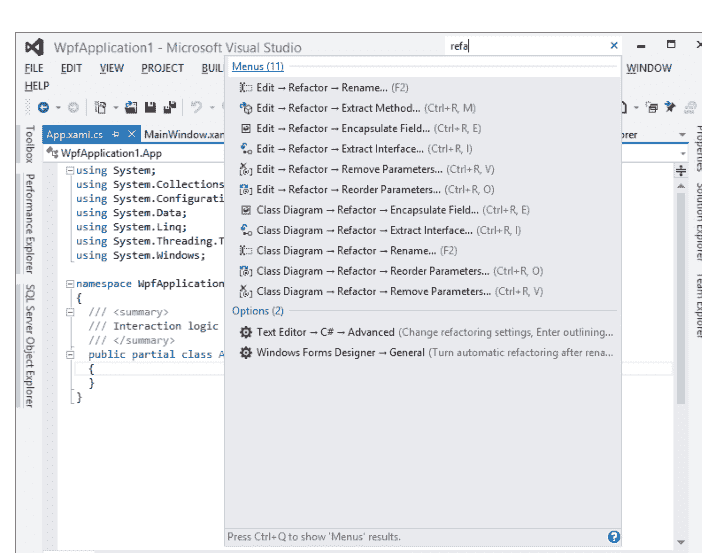 WpfApplication1 - Microsoft Visual Studio
refa
FILE EDIT VIEW PROJECT BUIL WINDOW
HELP
Menus (11)
Edit → Refactor → Rename... (F2)
Edit → Refactor → Extract Method... (Ctrl+R, M)
Edit → Refactor → Encapsulate Field... (Ctrl+R, E)
Edit → Refactor → Extract Interface... (Ctrl+R, I)
Edit → Refactor → Remove Parameters... (Ctrl+R, V)
Edit → Refactor → Reorder Parameters... (Ctrl+R, O)
Class Diagram → Refactor → Encapsulate Field... (Ctrl+R, E)
Class Diagram → Refactor → Extract Interface... (Ctrl+R, I)
Class Diagram → Refactor → Rename... (F2)
Class Diagram → Refactor → Reorder Parameters... (Ctrl+R, O)
Class Diagram → Refactor → Remove Parameters... (Ctrl+R, V)
Options (2)
Text Editor → C# → Advanced (Change refactoring settings, Enter outlining...
Windows Forms Designer → General (Turn automatic refactoring after rena...
Press Ctrl+Q to show 'Menus' results.
App.xaml.cs MainWindow.xam
orer
WpfApplication1.App
using System;
using System.Collections
using System.Configurati
using System.Data;
using System.Linq;
using System.Threading.T
using System.Windows;
namespace WpfApplication
{
/// <summary>
/// Interaction logic
/// </summary>
public partial class A
{
}
}
Toolbox
Performance Explorer
SQL Server Object Explorer
Properties
Solution Explorer
Team Explorer